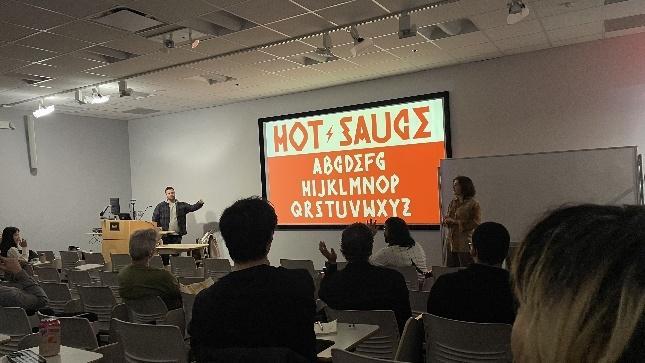 HOT⚡SAUCE
ABCDEFG
HIJKLMNOP
QRSTUVWXYZ